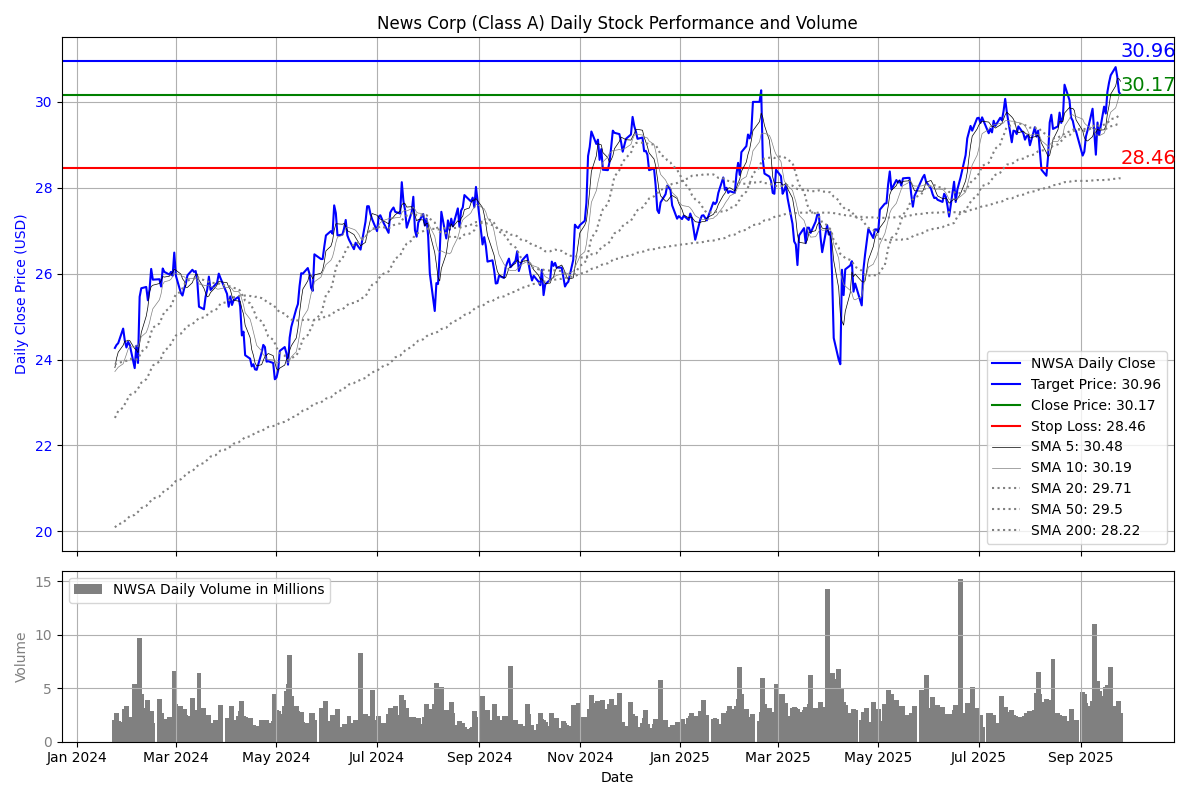 News Corp (Class A) Daily Stock Performance and Volume
Daily Close Price (USD)
30
28
26
24
22
20
30.96
30.17
28.46
NWSA Daily Close
Target Price: 30.96
Close Price: 30.17
Stop Loss: 28.46
SMA 5: 30.48
SMA 10: 30.19
SMA 20: 29.71
SMA 50: 29.5
SMA 200: 28.22
Volume
15
10
5
0
NWSA Daily Volume in Millions
Jan 2024
Mar 2024
May 2024
Jul 2024
Sep 2024
Nov 2024
Jan 2025
Mar 2025
May 2025
Jul 2025
Sep 2025
Date